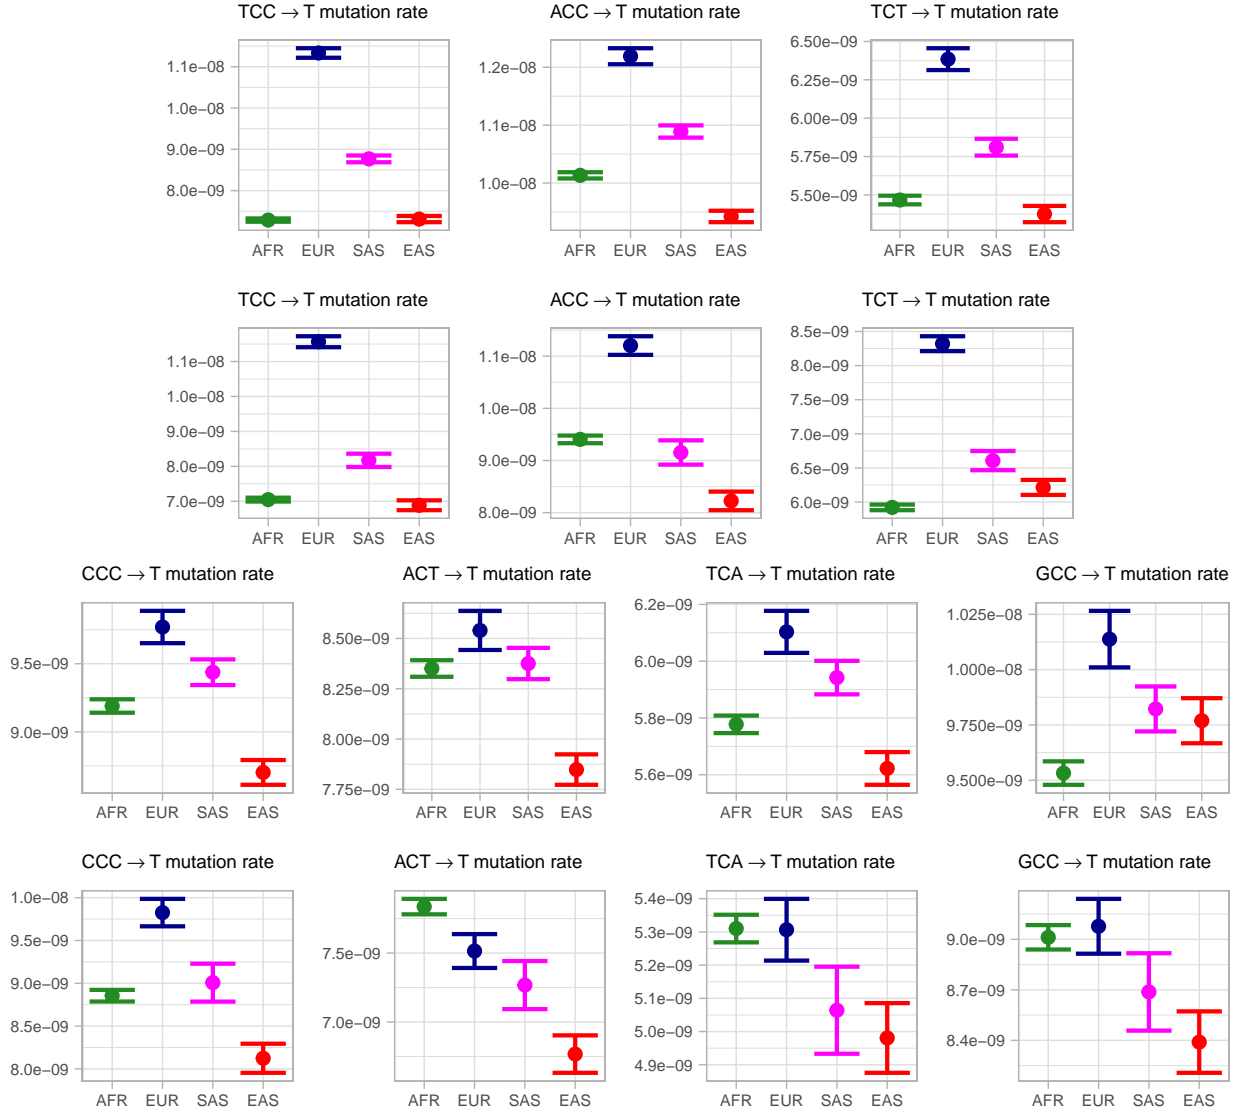 TCC → T mutation rate ACC → T mutation rate TCT → T mutation rate
1.1e−08
1.0e−08
9.0e−09
8.0e−09
AFR EUR SAS EAS
1.2e−08
1.1e−08
1.0e−08
AFR EUR SAS EAS
6.50e−09
6.25e−09
6.00e−09
5.75e−09
5.50e−09
AFR EUR SAS EAS
TCC → T mutation rate ACC → T mutation rate TCT → T mutation rate
1.1e−08
1.0e−08
9.0e−09
8.0e−09
7.0e−09
AFR EUR SAS EAS
1.1e−08
1.0e−08
9.0e−09
8.0e−09
AFR EUR SAS EAS
8.5e−09
8.0e−09
7.5e−09
7.0e−09
6.5e−09
6.0e−09
AFR EUR SAS EAS
CCC → T mutation rate ACT → T mutation rate TCA → T mutation rate GCC → T mutation rate
9.5e−09
9.0e−09
AFR EUR SAS EAS
8.50e−09
8.25e−09
8.00e−09
7.75e−09
AFR EUR SAS EAS
6.2e−09
6.0e−09
5.8e−09
5.6e−09
AFR EUR SAS EAS
1.025e−08
1.000e−08
9.750e−09
9.500e−09
AFR EUR SAS EAS
CCC → T mutation rate ACT → T mutation rate TCA → T mutation rate GCC → T mutation rate
1.0e−08
9.5e−09
9.0e−09
8.5e−09
8.0e−09
AFR EUR SAS EAS
7.5e−09
7.0e−09
AFR EUR SAS EAS
5.4e−09
5.3e−09
5.2e−09
5.1e−09
5.0e−09
4.9e−09
AFR EUR SAS EAS
9.0e−09
8.7e−09
8.4e−09
AFR EUR SAS EAS